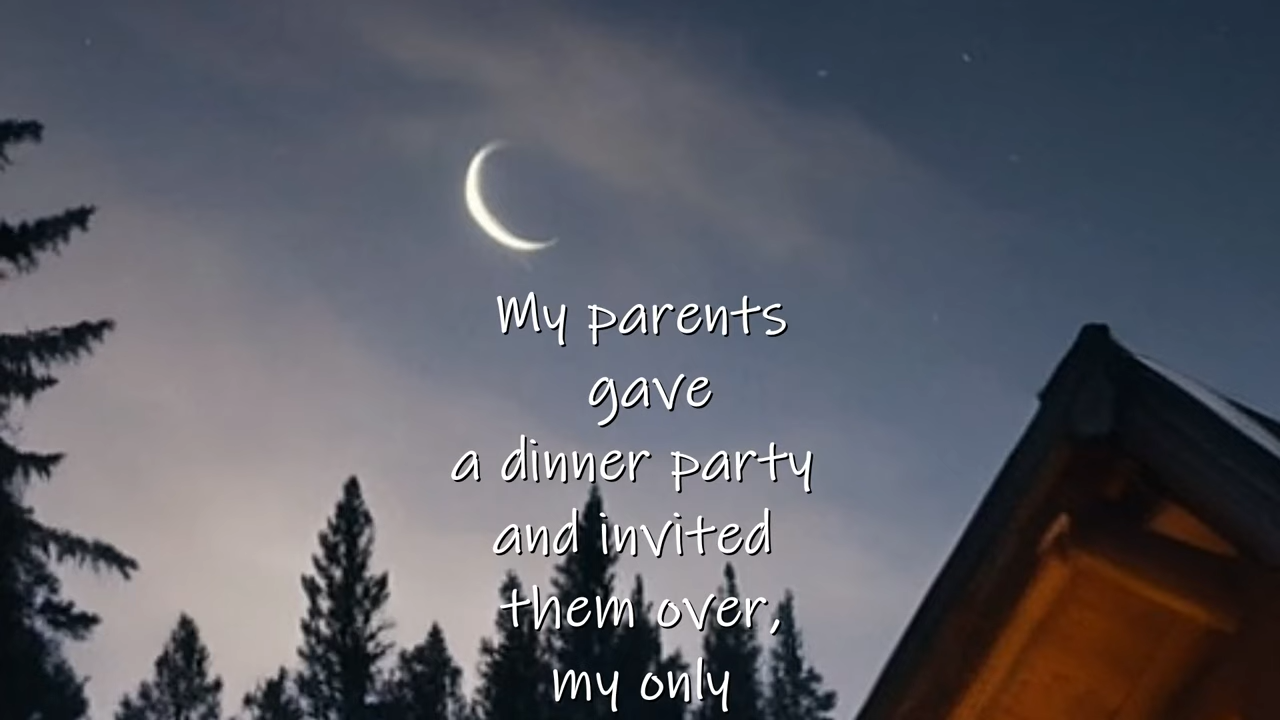 My parents
gave
a dinner party
and invited
them over,
my only